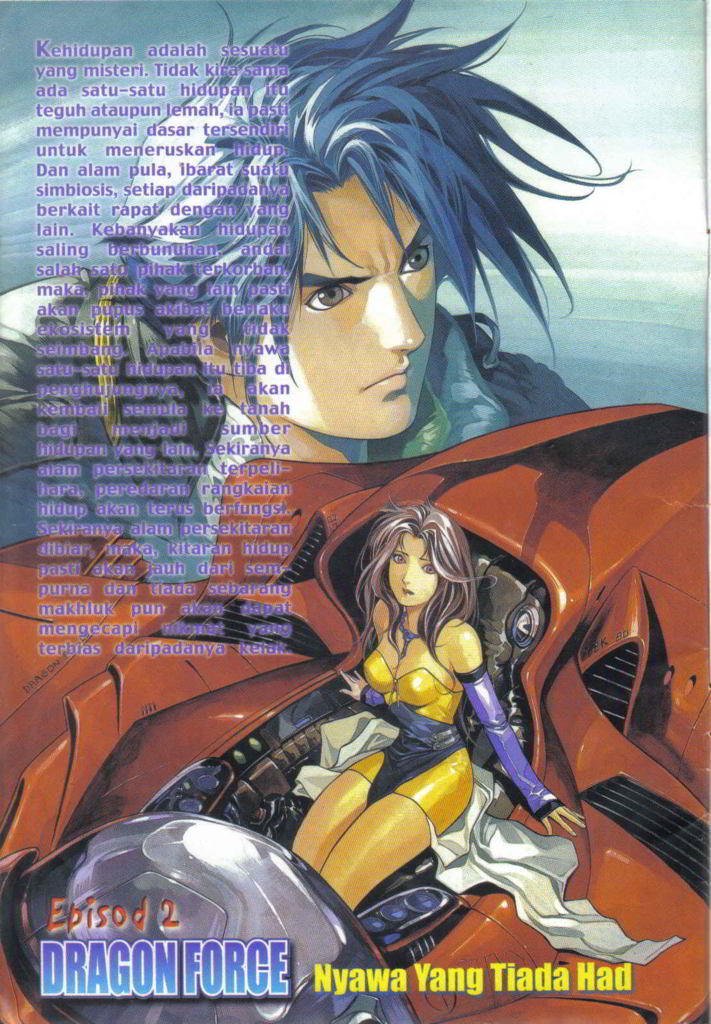 Kehidupan adalah sesuatu
yang misteri. Tidak kira sama
ada satu-satu hidupan itu
teguh ataupun lemah, ia pasti
mempunyai dasar tersendiri
untuk meneruskan hidup.
Dan alam pula, ibarat suatu
simbiosis, setiap daripadanya
berkait rapat dengan yang
lain. Kebanyakan hidupan
saling berbunuhan, andai
salah satu pihak terkorban,
maka, pihak yang lain pasti
akan pupus akibat berlaku
ekosistem yang tidak
seimbang. Apabila nyawa
satu-satu hidupan itu tiba di
penghujungnya, ia akan
kembali semula ke tanah
bagi menjadi sumber
hidupan yang lain. Sekiranya
alam persekitaran terpeli-
hara, peredaran rangkaian
hidup akan terus berfungsi.
Sekiranya alam persekitaran
dibiar, maka, kitaran hidup
pasti akan jauh dari sem-
purna dan tiada sebarang
makhluk pun akan dapat
mengecapi nikmat yang
terbias daripadanya kelak.
DRAGON
Episod 2
DRAGON FORCE
Nyawa Yang Tiada Had